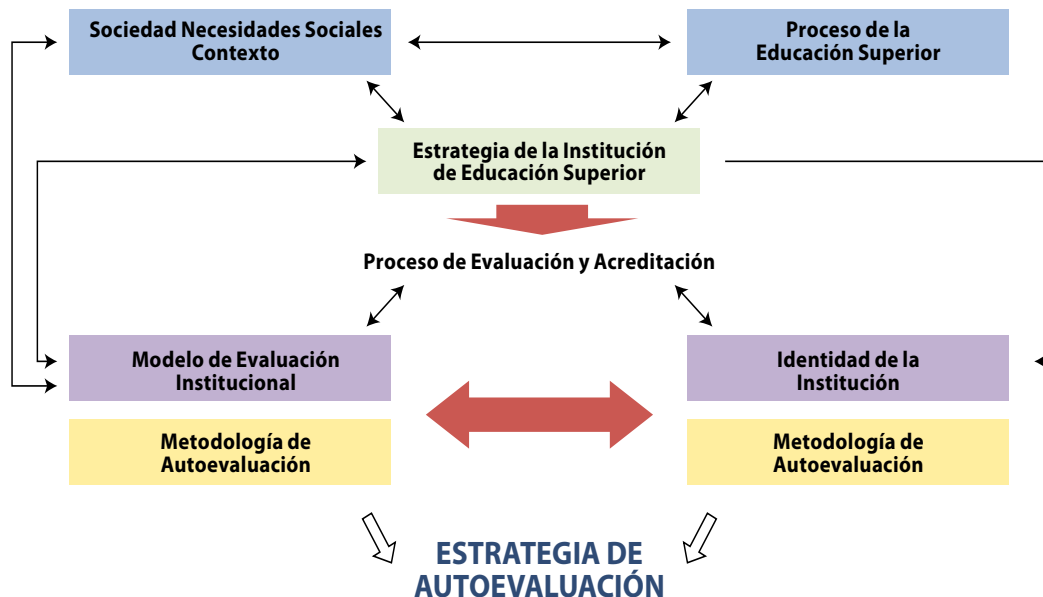 Sociedad Necesidades Sociales
Contexto
Proceso de la
Educación Superior
Estrategia de la Institución
de Educación Superior
Proceso de Evaluación y Acreditación
Modelo de Evaluación
Institucional
Identidad de la
Institución
Metodología de
Autoevaluación
Metodología de
Autoevaluación
ESTRATEGIA DE
AUTOEVALUACIÓN